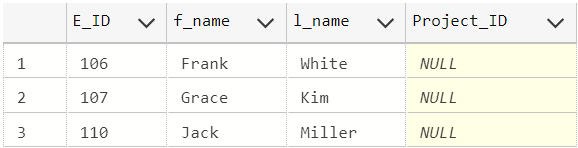 E_ID f_name l_name Project_ID
1 106 Frank White NULL
2 107 Grace Kim NULL
3 110 Jack Miller NULL